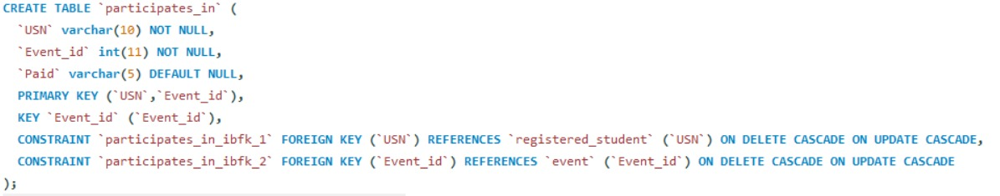 CREATE TABLE `participates_in` (
`USN` varchar(10) NOT NULL,
`Event_id` int(11) NOT NULL,
`Paid` varchar(5) DEFAULT NULL,
PRIMARY KEY (`USN`,`Event_id`),
KEY `Event_id` (`Event_id`),
CONSTRAINT `participates_in_ibfk_1` FOREIGN KEY (`USN`) REFERENCES `registered_student` (`USN`) ON DELETE CASCADE ON UPDATE CASCADE,
CONSTRAINT `participates_in_ibfk_2` FOREIGN KEY (`Event_id`) REFERENCES `event` (`Event_id`) ON DELETE CASCADE ON UPDATE CASCADE
);